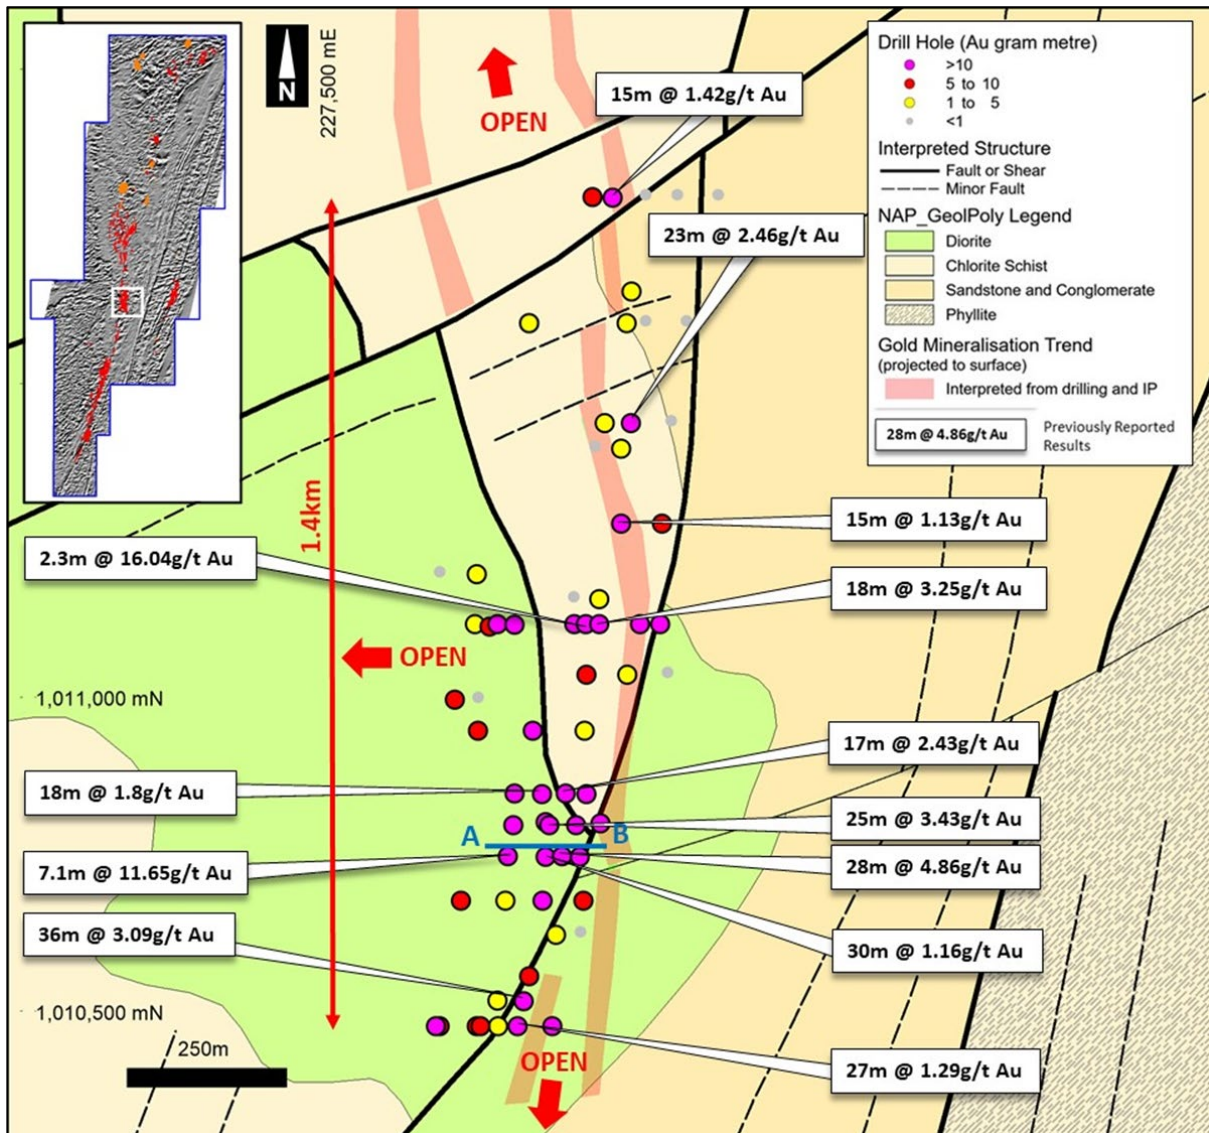 N
227,500 mE
OPEN
15m @ 1.42g/t Au
23m @ 2.46g/t Au
Drill Hole (Au gram metre)
>10
5 to 10
1 to 5
<1
Interpreted Structure
Fault or Shear
Minor Fault
NAP_GeolPoly Legend
Diorite
Chlorite Schist
Sandstone and Conglomerate
Phyllite
Gold Mineralisation Trend
(projected to surface)
Interpreted from drilling and IP
28m @ 4.86g/t Au
Previously Reported
Results
1.4km
2.3m @ 16.04g/t Au
15m @ 1.13g/t Au
18m @ 3.25g/t Au
OPEN
1,011,000 mN
17m @ 2.43g/t Au
18m @ 1.8g/t Au
25m @ 3.43g/t Au
A
B
7.1m @ 11.65g/t Au
28m @ 4.86g/t Au
36m @ 3.09g/t Au
30m @ 1.16g/t Au
1,010,500 mN
250m
OPEN
27m @ 1.29g/t Au